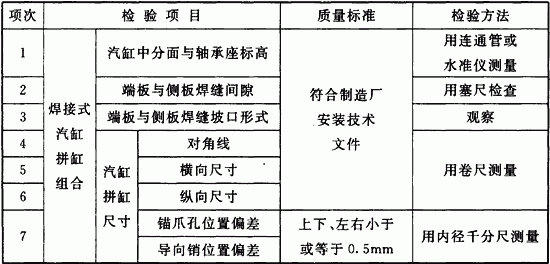 项次 检验项目 质量标准 检验方法
1 焊接式汽缸拼缸组合 汽缸中分面与轴承座标高 符合制造厂安装技术文件 用连通管或水准仪测量
2 端板与侧板焊缝间隙 用塞尺检查
3 端板与侧板焊缝坡口形式 观察
4 汽缸拼缸尺寸 对角线 用卷尺测量
5 横向尺寸
6 纵向尺寸
7 锚爪孔位置偏差 上下、左右小于或等于0.5mm 用内径千分尺测量
导向销位置偏差